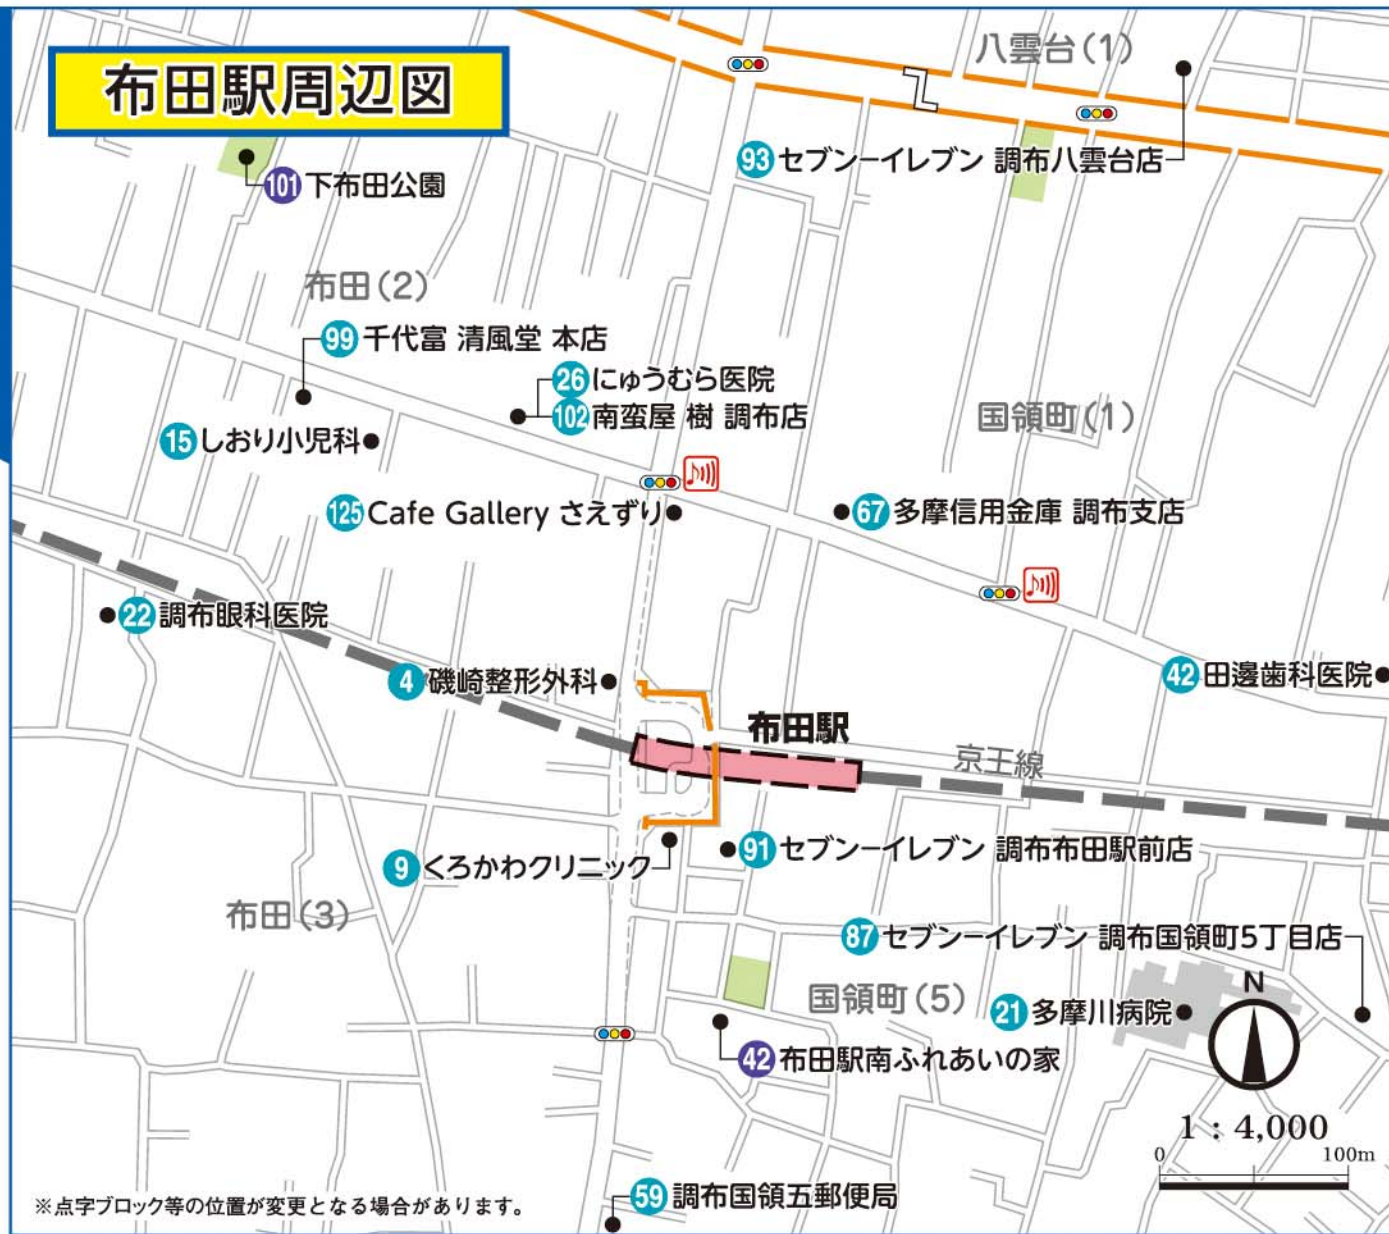 布田駅周辺図
八雲台(1)
93 セブンーイレブン 調布八雲台店
101 下布田公園
布田(2)
99 千代富 清風堂 本店
26 にゅうむら医院
102 南蛮屋 樹 調布店
国領町(1)
15 しおり小児科
125 Cafe Gallery さえずり
67 多摩信用金庫 調布支店
22 調布眼科医院
4 磯崎整形外科
42 田邊歯科医院
布田駅
京王線
91 セブンーイレブン 調布布田駅前店
9 くろかわクリニック
布田(3)
87 セブンーイレブン 調布国領町5丁目店
国領町(5)
21 多摩川病院
N
42 布田駅南ふれあいの家
1:4,000
0 100m
59 調布国領五郵便局
※点字ブロック等の位置が変更となる場合があります。